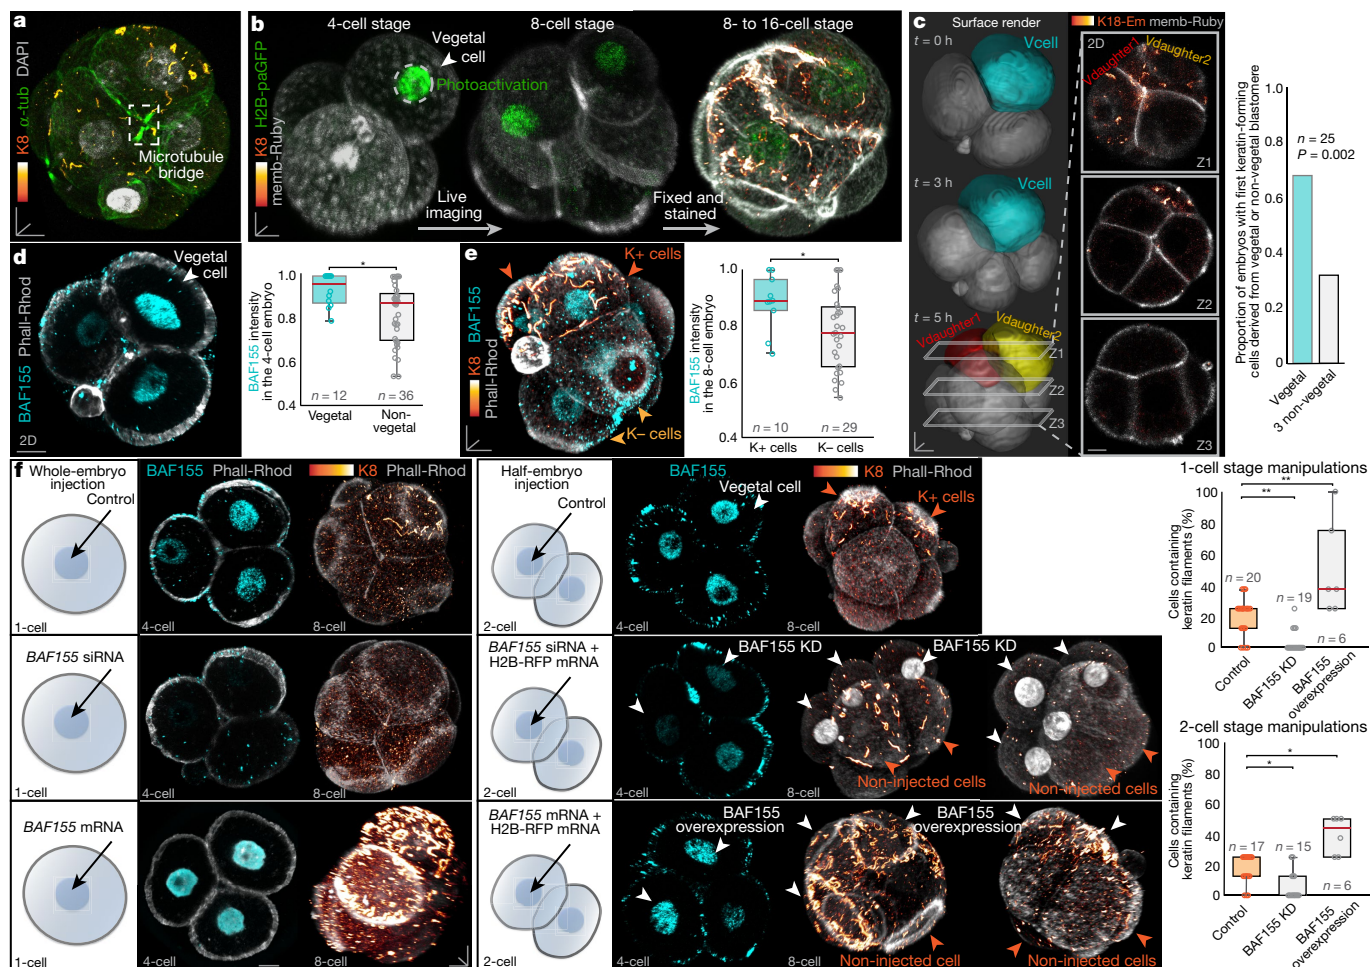 a
K8 α-tub DAPI
Microtubule
bridge
b
K8 H2B-paGFP
memb-Ruby
4-cell stage
8-cell stage
8- to 16-cell stage
Vegetal
cell
Photoactivation
Live
imaging
Fixed and
stained
c
Surface render
K18-Em memb-Ruby
t = 0 h
Vcell
t = 3 h
Vcell
t = 5 h
Vdaughter1
Vdaughter2
Z1
Z2
Z3
2D
Vdaughter1
Vdaughter2
Z1
Z2
Z3
Proportion of embryos with first keratin-forming
cells derived from vegetal or non-vegetal blastomere
1.0
0.8
0.6
0.4
0.2
0
n = 25
P = 0.002
Vegetal
3 non-vegetal
d
BAF155 Phall-Rhod
Vegetal
cell
2D
BAF155 intensity
in the 4-cell embryo
1.0
0.8
0.6
0.4
*
n = 12
n = 36
Vegetal
Non-
vegetal
e
K8 BAF155
Phall-Rhod
K+ cells
K– cells
BAF155 intensity
in the 8-cell embryo
1.0
0.8
0.6
0.4
*
n = 10
n = 29
K+ cells
K– cells
f
Whole-embryo
injection
Control
1-cell
BAF155 Phall-Rhod
4-cell
K8 Phall-Rhod
8-cell
Half-embryo
injection
Control
2-cell
BAF155
Vegetal cell
4-cell
K8 Phall-Rhod
K+ cells
8-cell
BAF155 siRNA
1-cell
4-cell
8-cell
BAF155 siRNA +
H2B-RFP mRNA
2-cell
BAF155 KD
4-cell
BAF155 KD
Non-injected cells
8-cell
Non-injected cells
BAF155 mRNA
1-cell
4-cell
8-cell
BAF155 mRNA +
H2B-RFP mRNA
2-cell
BAF155
overexpression
4-cell
BAF155
overexpression
Non-injected cell
8-cell
Non-injected cells
1-cell stage manipulations
Cells containing
keratin filaments (%)
100
80
60
40
20
0
**
**
n = 20
n = 19
n = 6
Control
BAF155 KD
BAF155
overexpression
2-cell stage manipulations
Cells containing
keratin filaments (%)
100
80
60
40
20
0
*
*
n = 17
n = 15
n = 6
Control
BAF155 KD
BAF155
overexpression